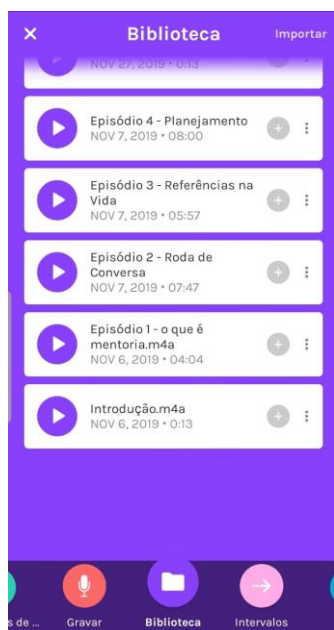 Biblioteca
Importar
NOV 27, 2019 • 0:13
Episódio 4 - Planejamento
NOV 7, 2019 • 08:00
Episódio 3 - Referências na
Vida
NOV 7, 2019 • 05:57
Episódio 2 - Roda de
Conversa
NOV 7, 2019 • 07:47
Episódio 1 - o que é
mentoria.m4a
NOV 6, 2019 • 04:04
Introdução.m4a
NOV 6, 2019 • 0:13
s de ...
Gravar
Biblioteca
Intervalos